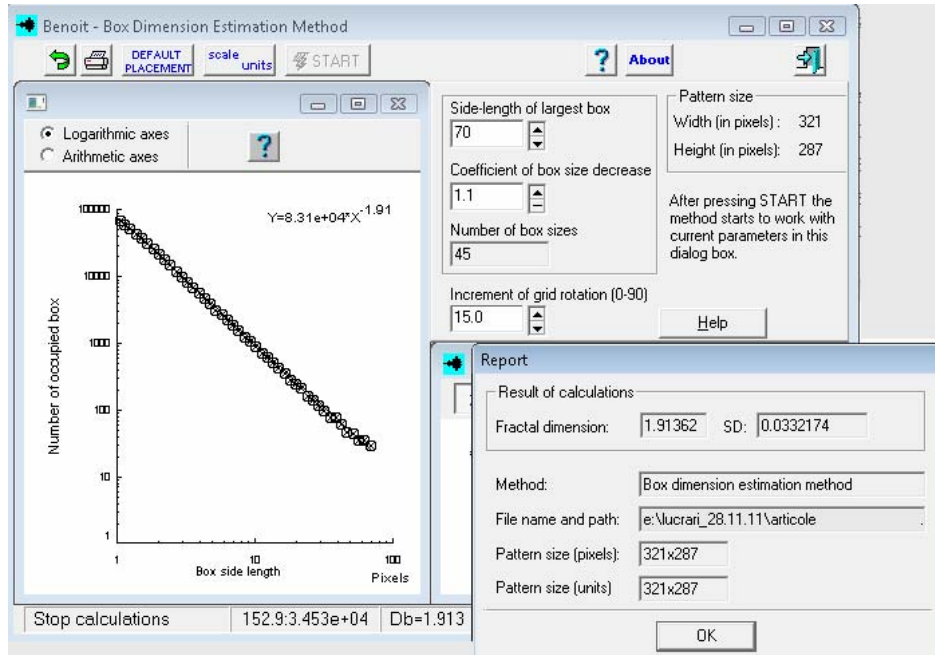 Benoit - Box Dimension Estimation Method
DEFAULT PLACEMENT
scale units
START
?
About
Logarithmic axes
Arithmetic axes
?
Y=8.31e+04*X^-1.91
Number of occupied box
100000
10000
1000
100
10
1
1
10
100
Box side length
Pixels
Side-length of largest box
70
Coefficient of box size decrease
1.1
Number of box sizes
45
Increment of grid rotation (0-90)
15.0
Pattern size
Width (in pixels) : 321
Height (in pixels): 287
After pressing START the
method starts to work with
current parameters in this
dialog box.
Help
Report
Result of calculations
Fractal dimension: 1.91362 SD: 0.0332174
Method: Box dimension estimation method
File name and path: e:\lucrari_28.11.11\articole .
Pattern size (pixels): 321x287
Pattern size (units) 321x287
OK
Stop calculations
152.9:3.453e+04
Db=1.913